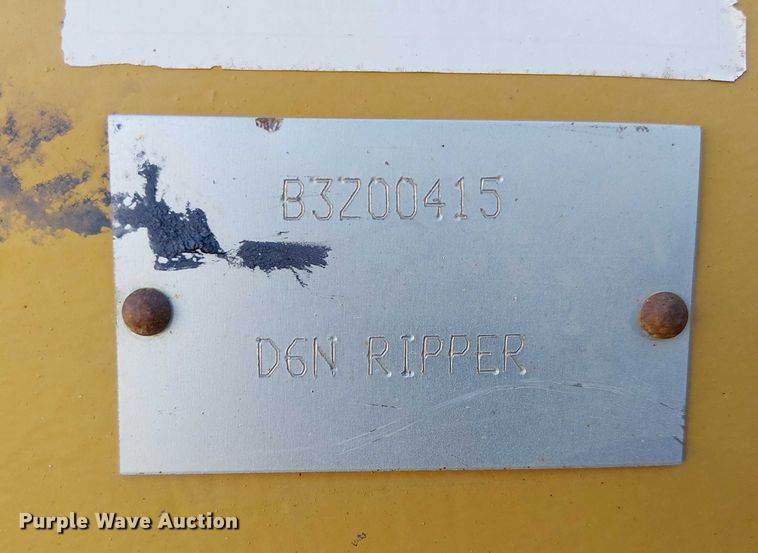 B3Z00415
D6N RIPPER
Purple Wave Auction